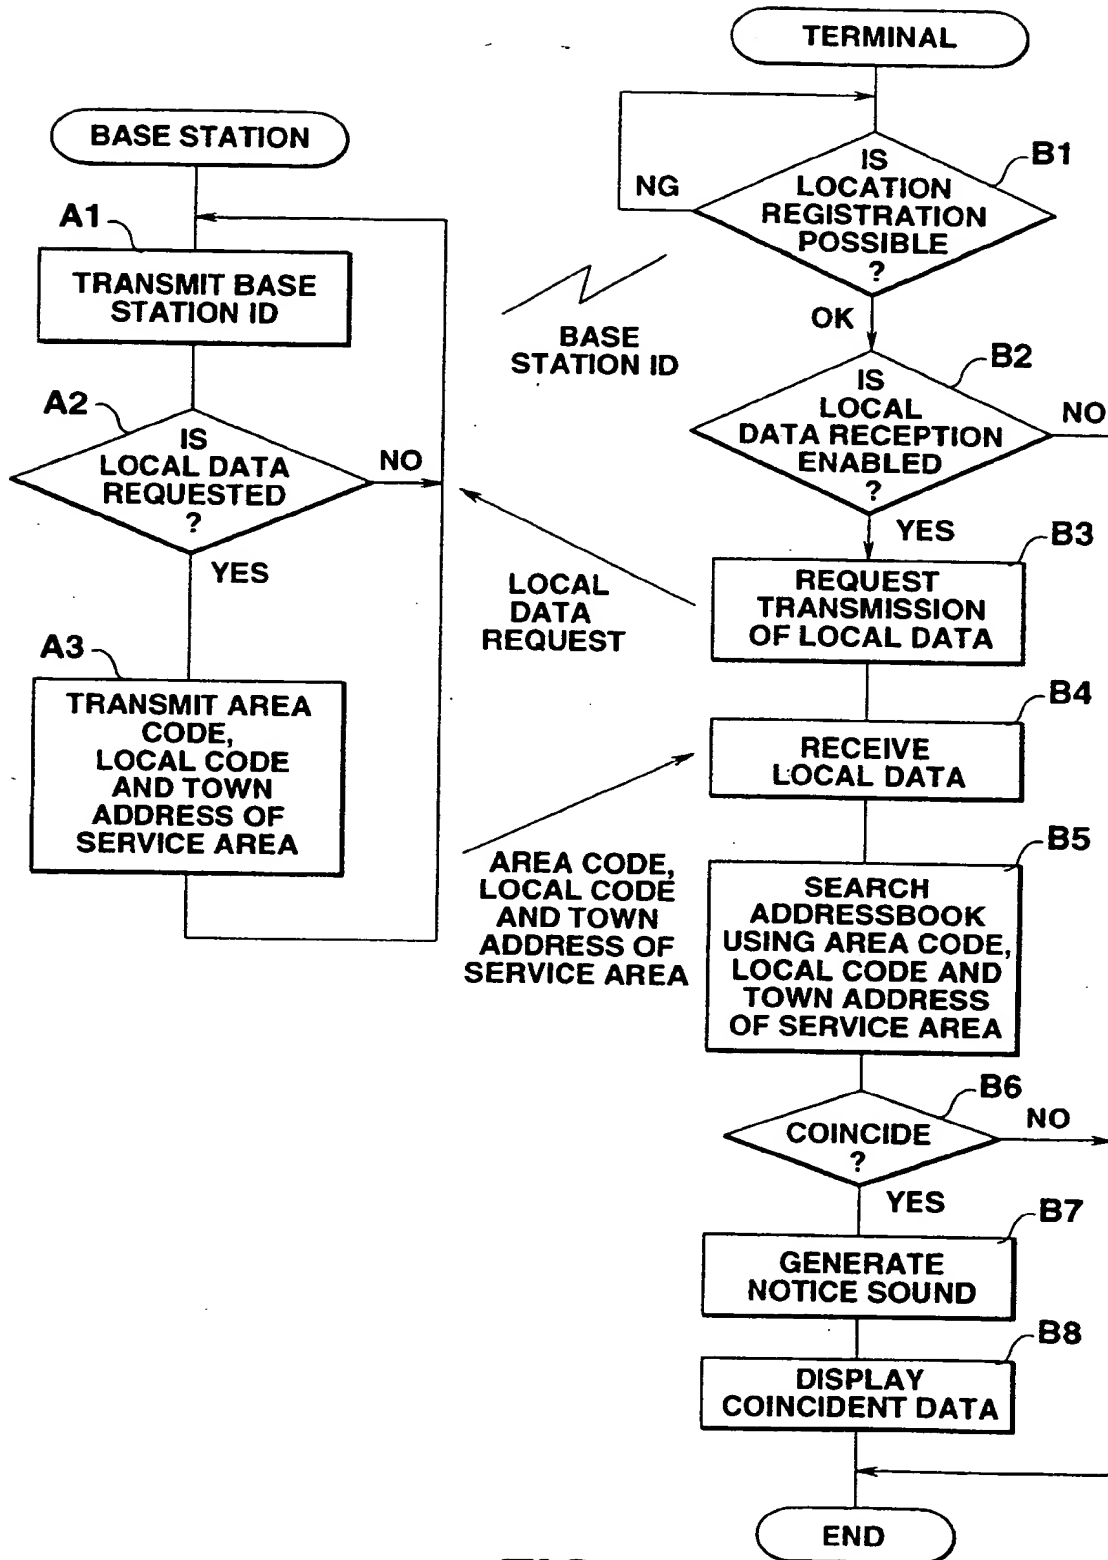 BASE STATION
A1
TRANSMIT BASE
STATION ID
A2
IS
LOCAL DATA
REQUESTED
?
NO
YES
A3
TRANSMIT AREA
CODE,
LOCAL CODE
AND TOWN
ADDRESS OF
SERVICE AREA
BASE
STATION ID
LOCAL
DATA
REQUEST
AREA CODE,
LOCAL CODE
AND TOWN
ADDRESS OF
SERVICE AREA
TERMINAL
B1
IS
LOCATION
REGISTRATION
POSSIBLE
?
NG
OK
B2
IS
LOCAL
DATA RECEPTION
ENABLED
?
NO
YES
B3
REQUEST
TRANSMISSION
OF LOCAL DATA
B4
RECEIVE
LOCAL DATA
B5
SEARCH
ADDRESSBOOK
USING AREA CODE,
LOCAL CODE AND
TOWN ADDRESS
OF SERVICE AREA
B6
COINCIDE
?
NO
YES
B7
GENERATE
NOTICE SOUND
B8
DISPLAY
COINCIDENT DATA
END